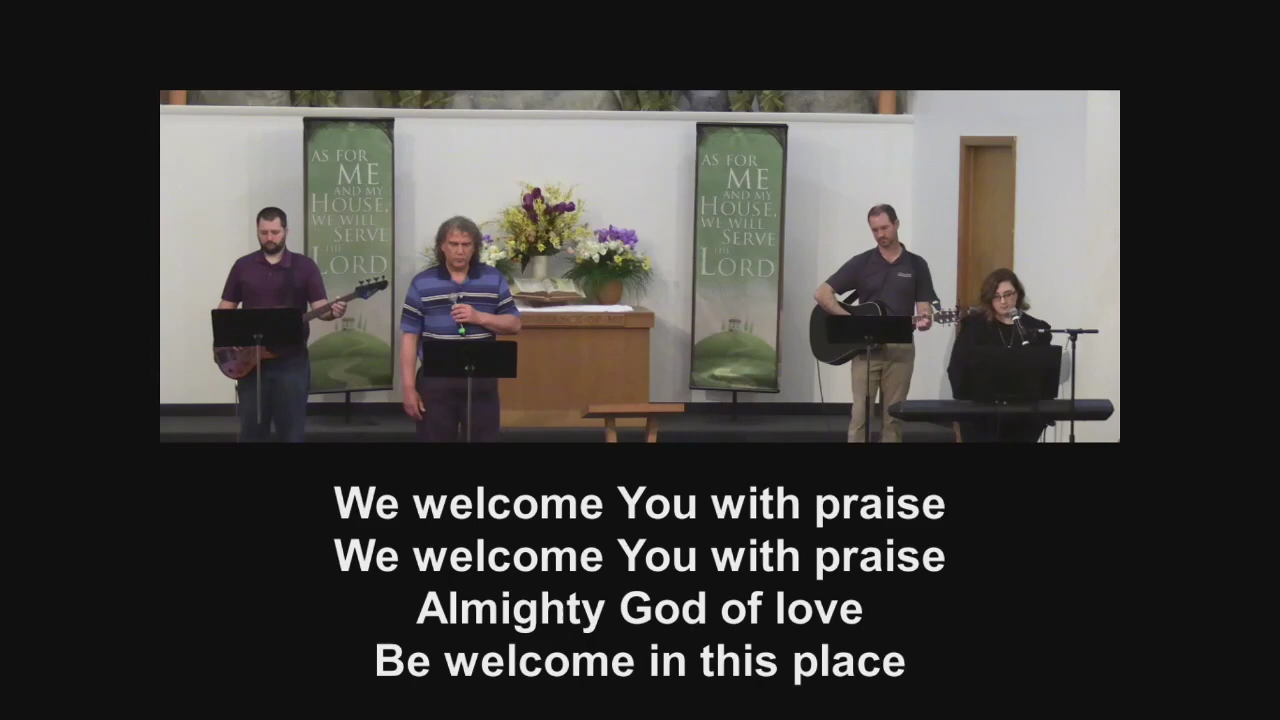 AS FOR
ME
AND MY
HOUSE,
WE WILL
SERVE
THE
LORD
AS FOR
ME
AND MY
HOUSE,
WE WILL
SERVE
THE
LORD
We welcome You with praise
We welcome You with praise
Almighty God of love
Be welcome in this place